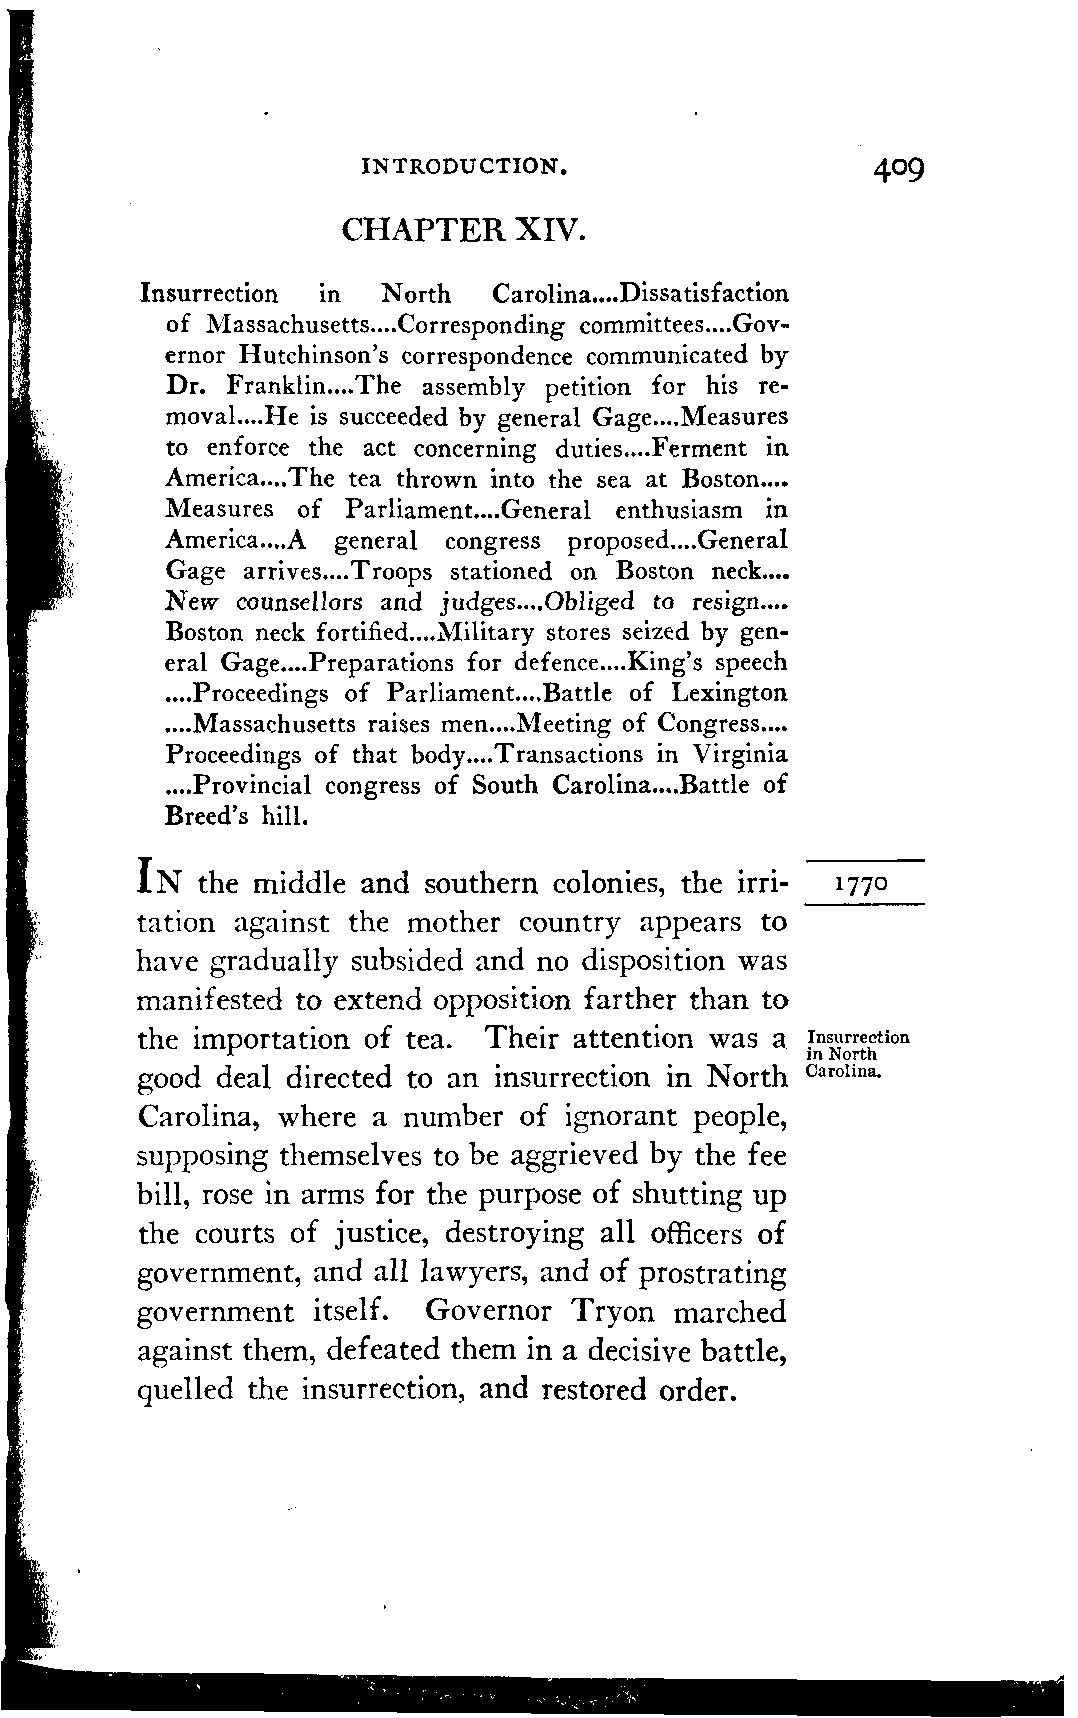 INTRODUCTION. 409
CHAPTER XIV.
Insurrection in North Carolina....Dissatisfaction
of Massachusetts....Corresponding committees....Gov-
ernor Hutchinson's correspondence communicated by
Dr. Franklin....The assembly petition for his re-
moval....He is succeeded by general Gage....Measures
to enforce the act concerning duties....Ferment in
America....The tea thrown into the sea at Boston....
Measures of Parliament....General enthusiasm in
America....A general congress proposed....General
Gage arrives....Troops stationed on Boston neck....
New counsellors and judges....Obliged to resign....
Boston neck fortified....Military stores seized by gen-
eral Gage....Preparations for defence....King's speech
....Proceedings of Parliament....Battle of Lexington
....Massachusetts raises men....Meeting of Congress....
Proceedings of that body....Transactions in Virginia
....Provincial congress of South Carolina....Battle of
Breed's hill.
IN the middle and southern colonies, the irri-
1770
tation against the mother country appears to
have gradually subsided and no disposition was
manifested to extend opposition farther than to
the importation of tea. Their attention was a
Insurrection
in North
Carolina.
good deal directed to an insurrection in North
Carolina, where a number of ignorant people,
supposing themselves to be aggrieved by the fee
bill, rose in arms for the purpose of shutting up
the courts of justice, destroying all officers of
government, and all lawyers, and of prostrating
government itself. Governor Tryon marched
against them, defeated them in a decisive battle,
quelled the insurrection, and restored order.